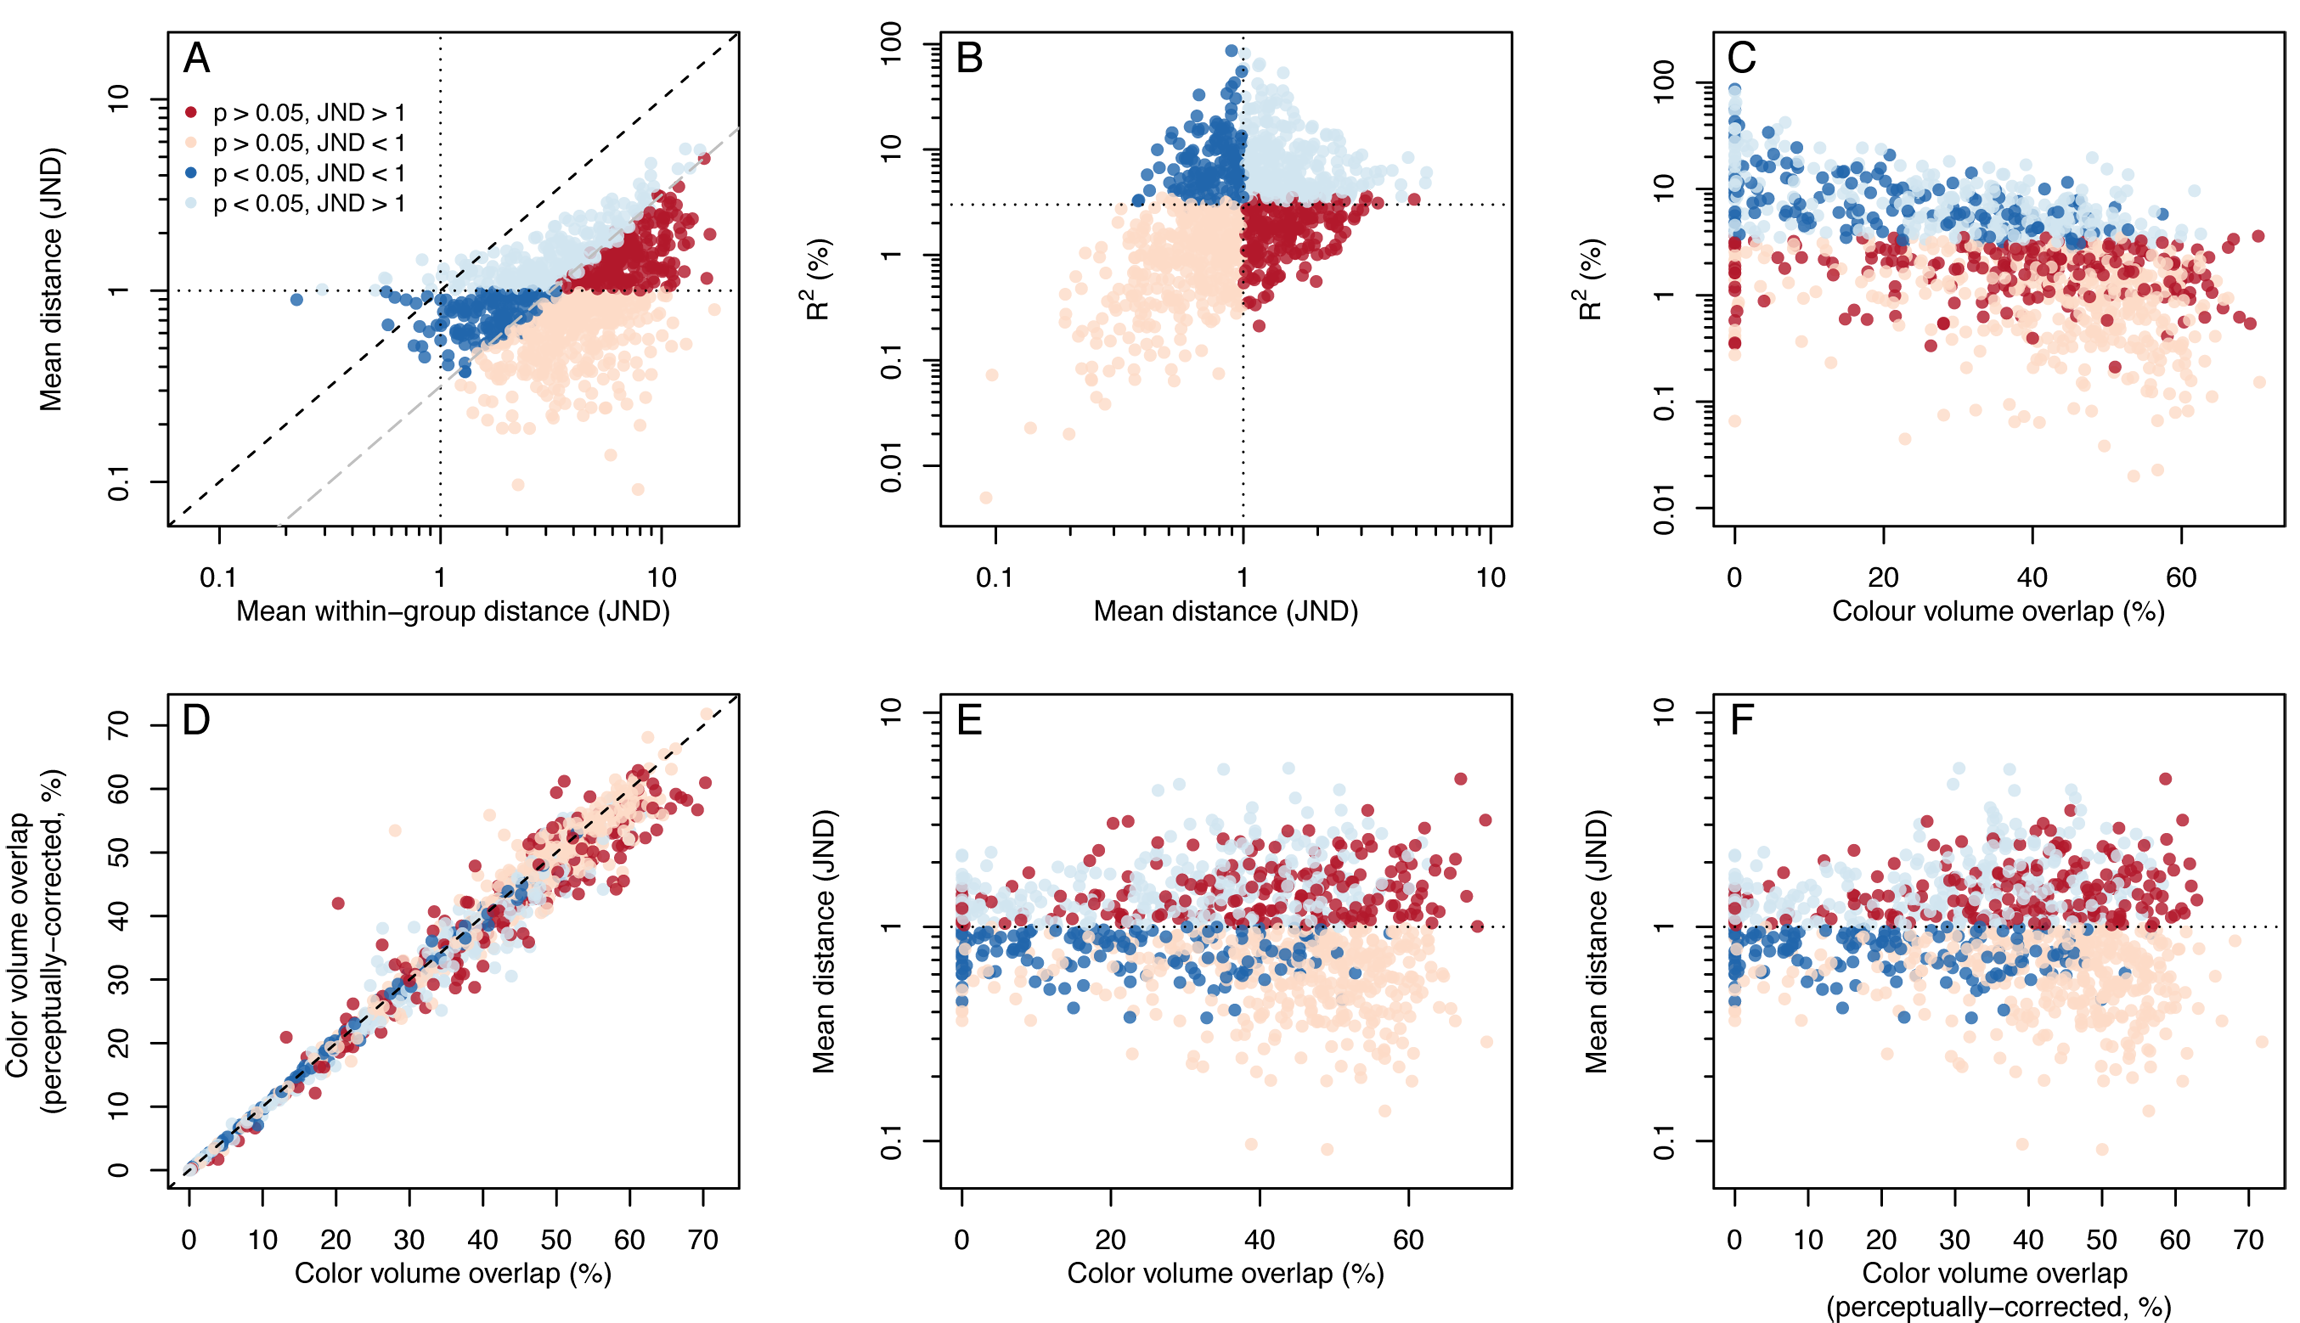 A
p > 0.05, JND > 1
p > 0.05, JND < 1
p < 0.05, JND < 1
p < 0.05, JND > 1
Mean distance (JND)
10
1
0.1
0.1 1 10
Mean within−group distance (JND)
B
R² (%)
100
10
1
0.1
0.01
0.1 1 10
Mean distance (JND)
C
R² (%)
100
10
1
0.1
0.01
0 20 40 60
Colour volume overlap (%)
D
Color volume overlap
(perceptually−corrected, %)
70
60
50
40
30
20
10
0
0 10 20 30 40 50 60 70
Color volume overlap (%)
E
Mean distance (JND)
10
1
0.1
0 20 40 60
Color volume overlap (%)
F
Mean distance (JND)
10
1
0.1
0 10 20 30 40 50 60 70
Color volume overlap
(perceptually−corrected, %)